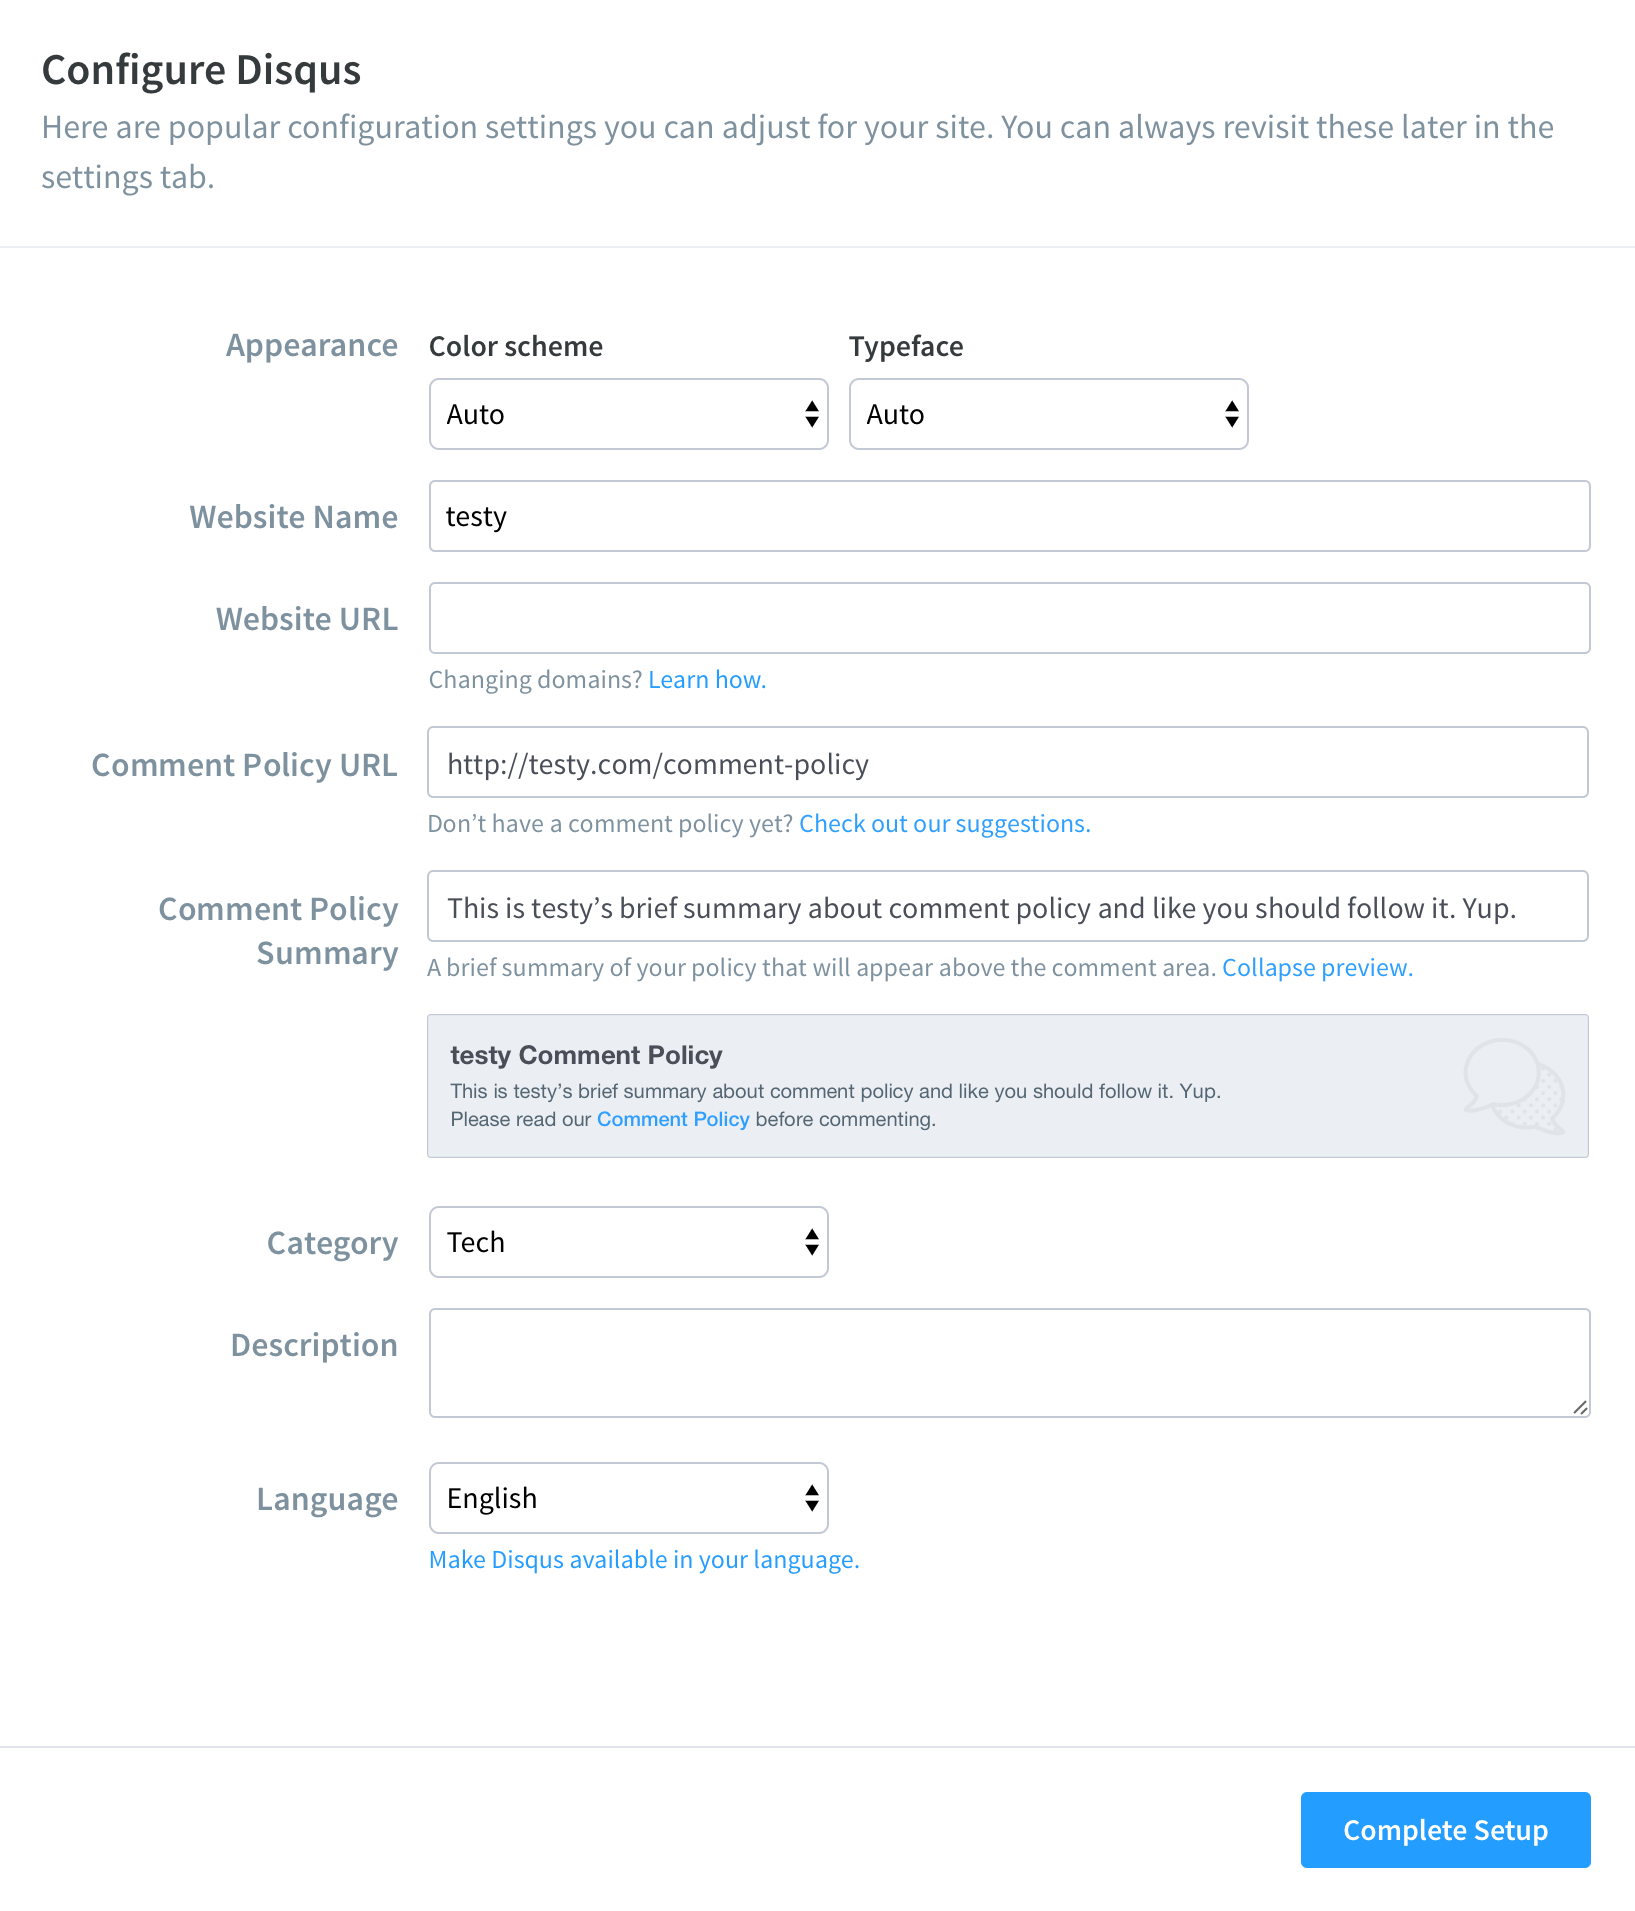 Configure Disqus
Here are popular configuration settings you can adjust for your site. You can always revisit these later in the
settings tab.
Appearance
Color scheme
Typeface
Auto
Auto
Website Name
testy
Website URL
Changing domains? Learn how.
Comment Policy URL
http://testy.com/comment-policy
Don’t have a comment policy yet? Check out our suggestions.
Comment Policy
Summary
This is testy’s brief summary about comment policy and like you should follow it. Yup.
A brief summary of your policy that will appear above the comment area. Collapse preview.
testy Comment Policy
This is testy’s brief summary about comment policy and like you should follow it. Yup.
Please read our Comment Policy before commenting.
Category
Tech
Description
Language
English
Make Disqus available in your language.
Complete Setup